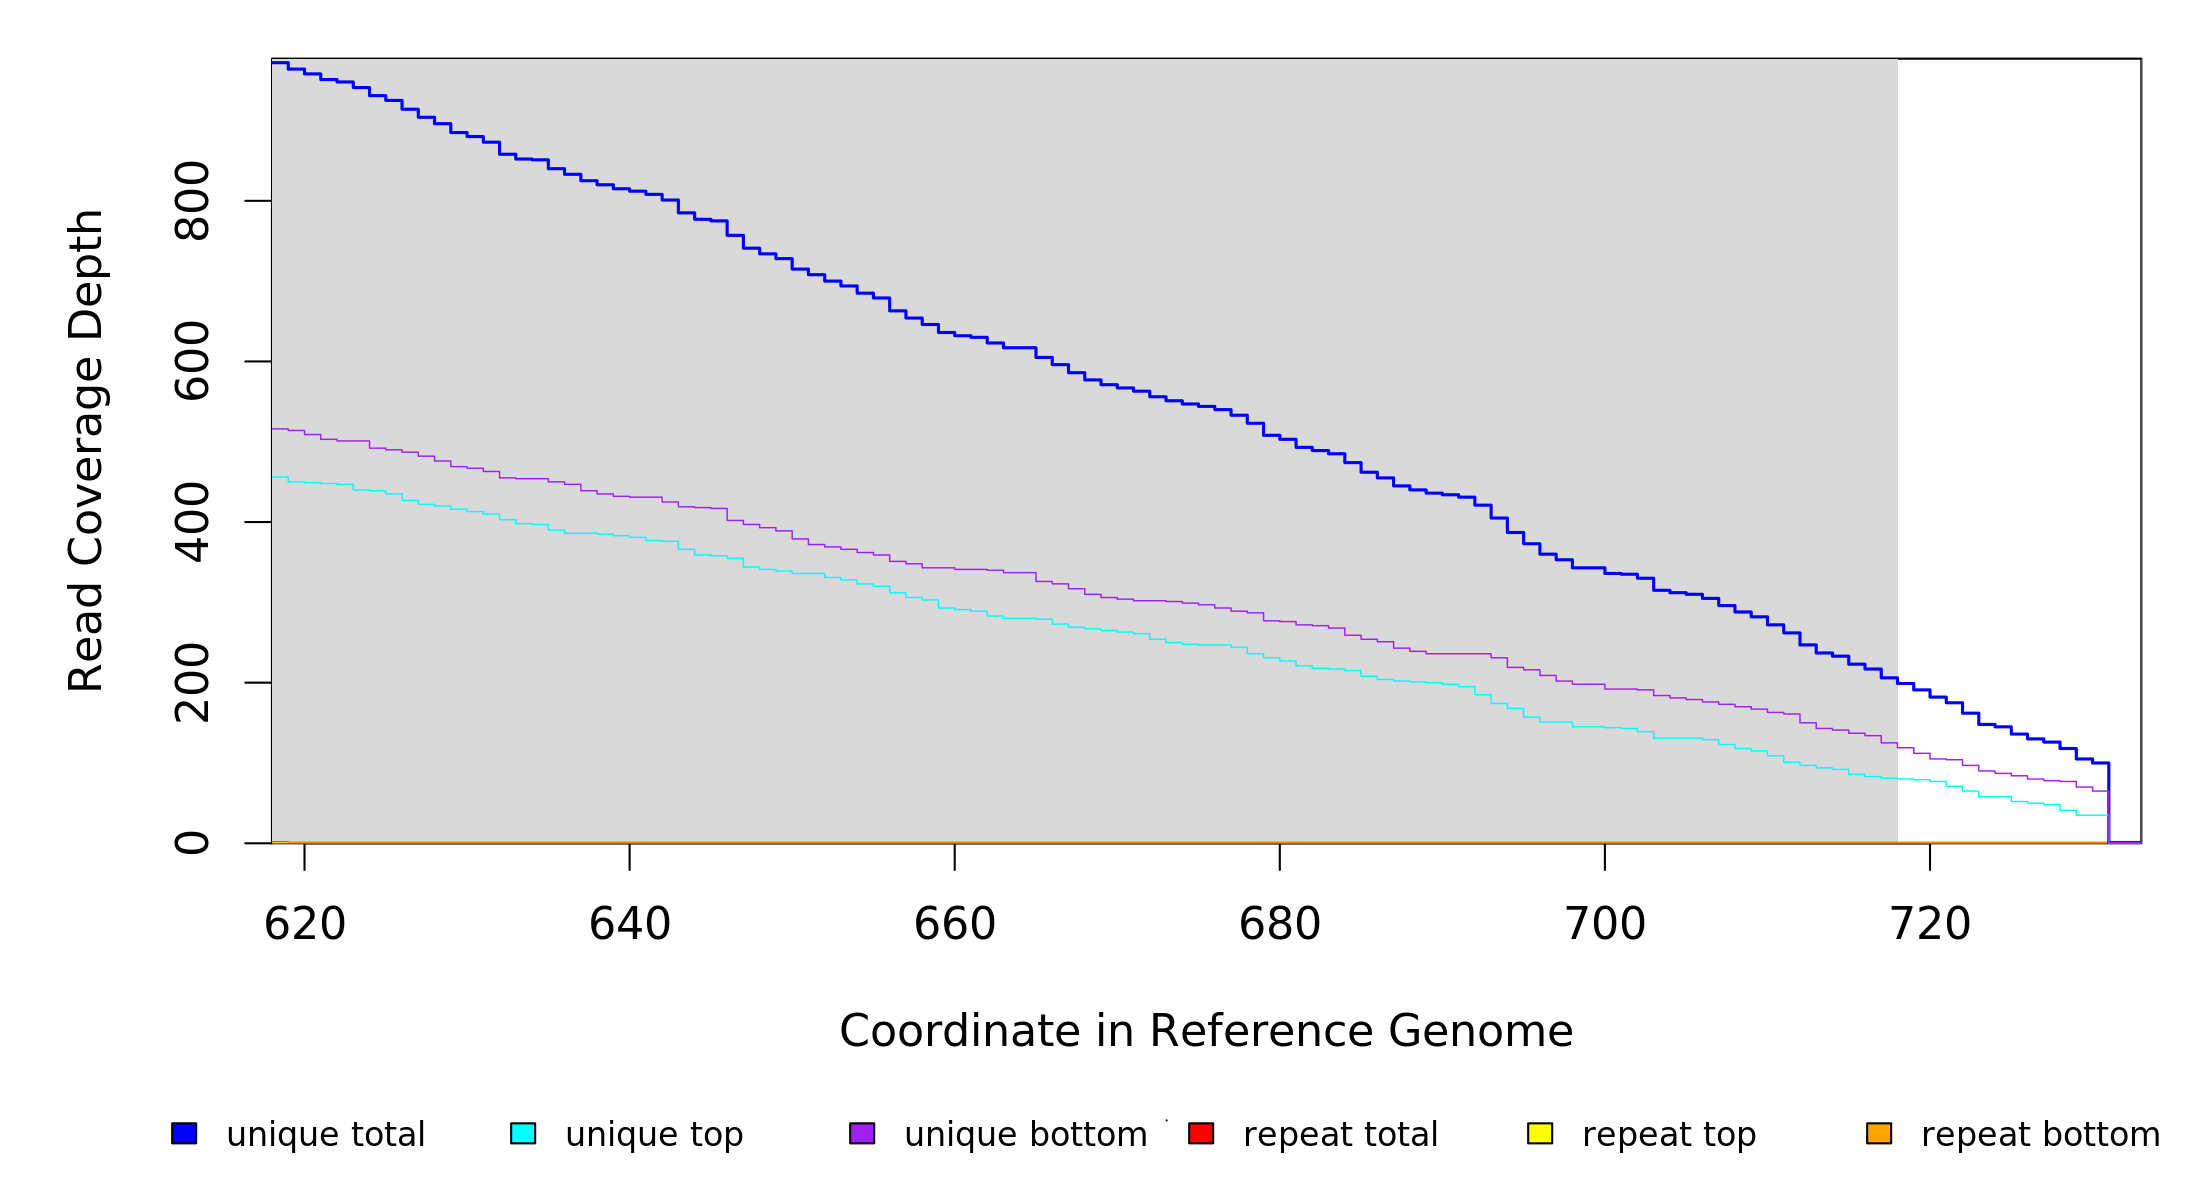 Read Coverage Depth
800
600
400
200
0
620 640 660 680 700 720
Coordinate in Reference Genome
unique total unique top unique bottom repeat total repeat top repeat bottom